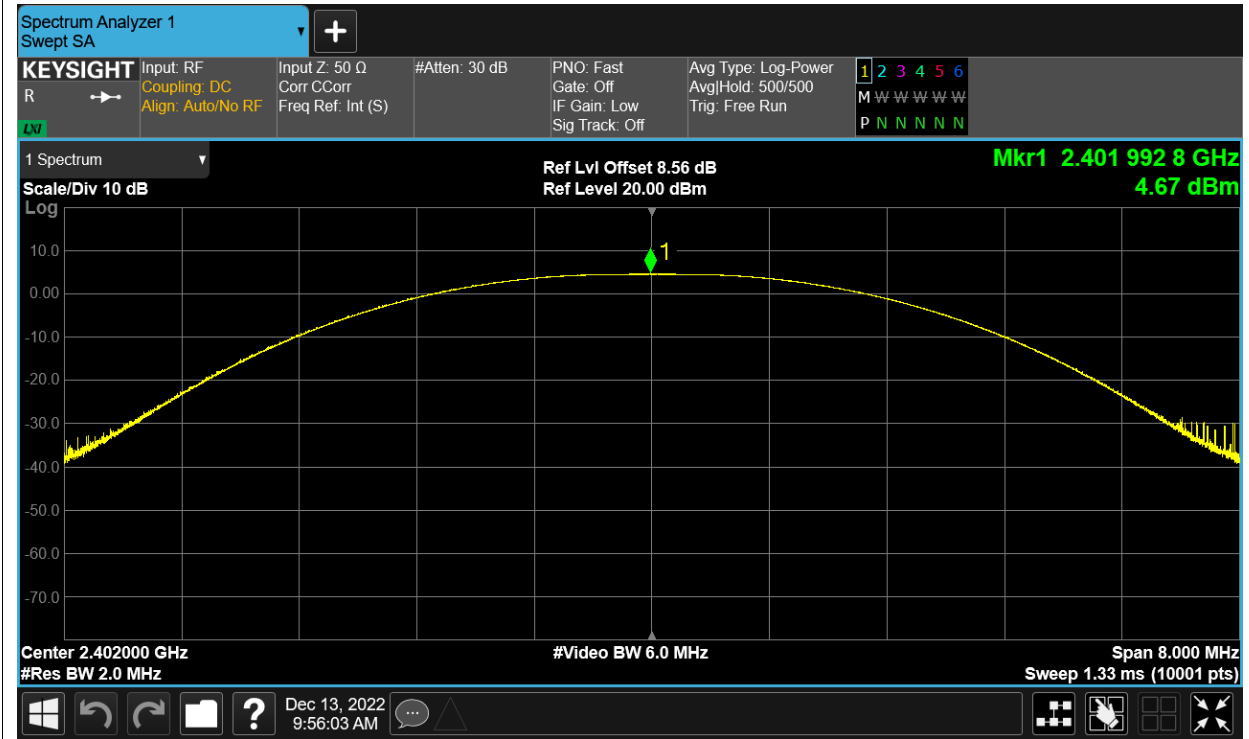 Spectrum Analyzer 1
Swept SA
KEYSIGHT
R
LXI
Input: RF
Coupling: DC
Align: Auto/No RF
Input Z: 50 Ω
Corr CCorr
Freq Ref: Int (S)
#Atten: 30 dB
PNO: Fast
Gate: Off
IF Gain: Low
Sig Track: Off
Avg Type: Log-Power
Avg|Hold: 500/500
Trig: Free Run
1 2 3 4 5 6
M W W W W W
P N N N N N
1 Spectrum
Scale/Div 10 dB
Log
Ref Lvl Offset 8.56 dB
Ref Level 20.00 dBm
Mkr1 2.401 992 8 GHz
4.67 dBm
1
10.0
0.00
-10.0
-20.0
-30.0
-40.0
-50.0
-60.0
-70.0
Center 2.402000 GHz
#Res BW 2.0 MHz
#Video BW 6.0 MHz
Span 8.000 MHz
Sweep 1.33 ms (10001 pts)
?
Dec 13, 2022
9:56:03 AM